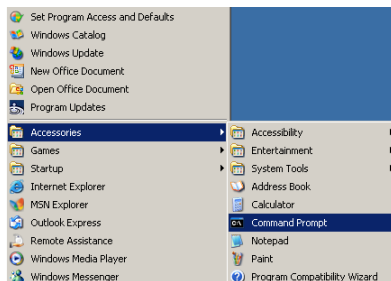 Set Program Access and Defaults
Windows Catalog
Windows Update
New Office Document
Open Office Document
Program Updates
Accessories
Games
Startup
Internet Explorer
MSN Explorer
Outlook Express
Remote Assistance
Windows Media Player
Windows Messenger
Accessibility
Entertainment
System Tools
Address Book
Calculator
Command Prompt
Notepad
Paint
Program Compatibility Wizard